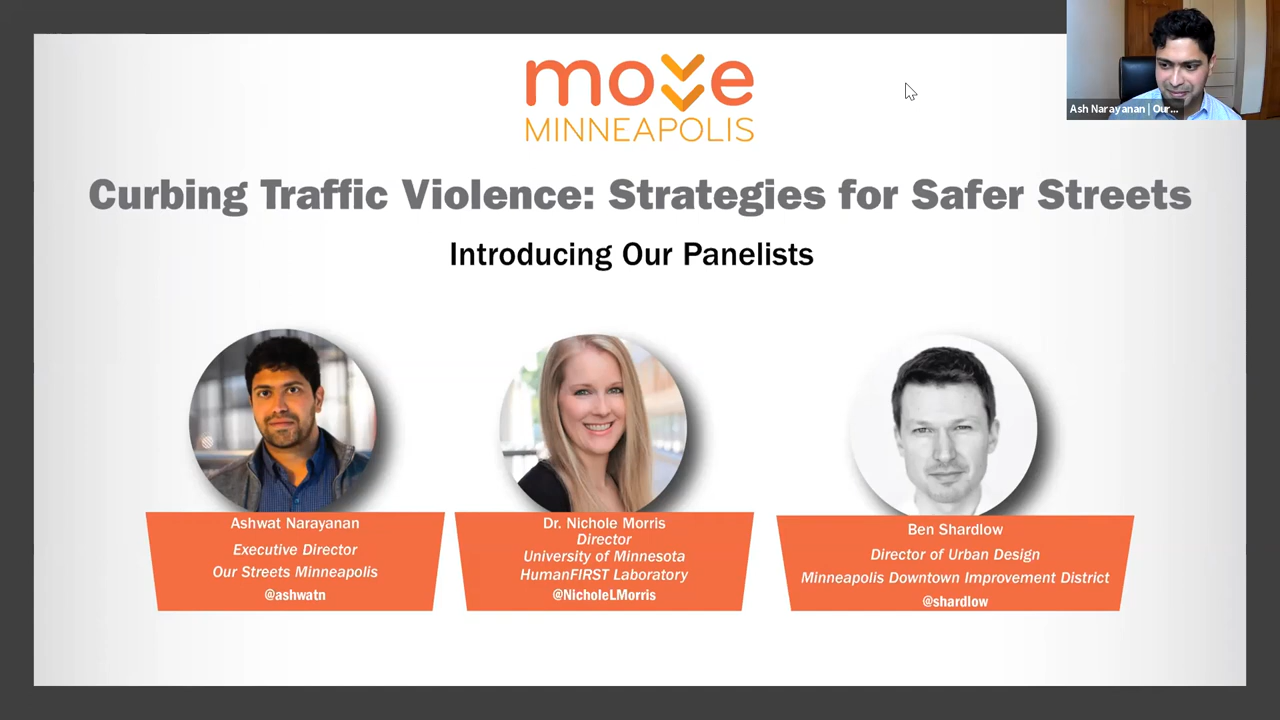 move
MINNEAPOLIS
Ash Narayanan | Our...
Curbing Traffic Violence: Strategies for Safer Streets
Introducing Our Panelists
Ashwat Narayanan
Executive Director
Our Streets Minneapolis
@ashwatn
Dr. Nichole Morris
Director
University of Minnesota
HumanFIRST Laboratory
@NicholeLMorris
Ben Shardlow
Director of Urban Design
Minneapolis Downtown Improvement District
@shardlow